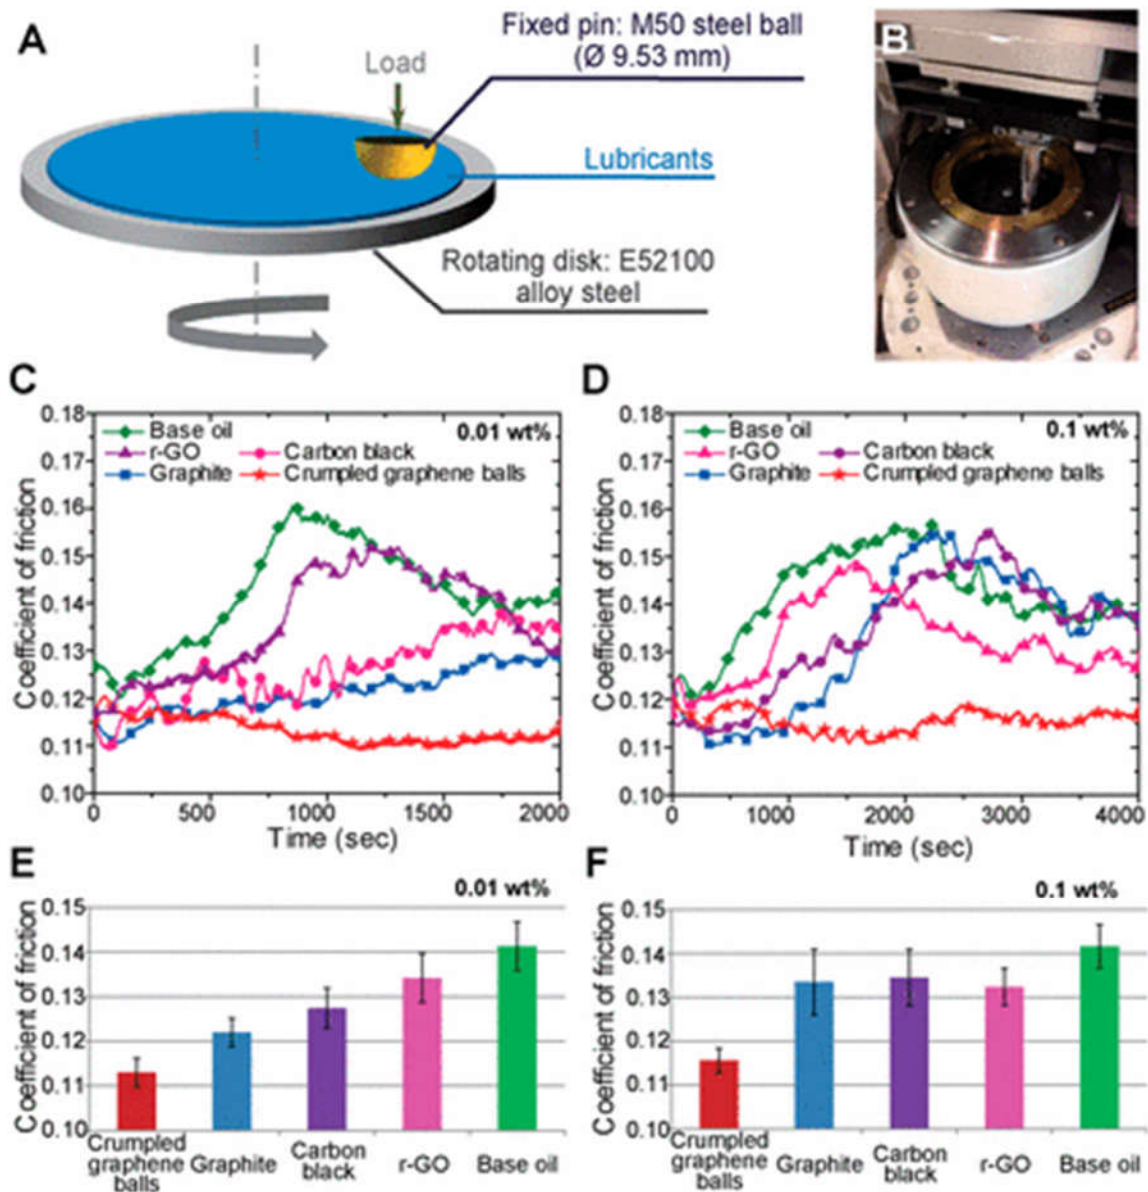 A
Load
Fixed pin: M50 steel ball
(Ø 9.53 mm)
Lubricants
Rotating disk: E52100
alloy steel
B
C
0.18
0.17
0.16
0.15
0.14
0.13
0.12
0.11
0.10
Coefficient of friction
Base oil
0.01 wt%
r-GO
Carbon black
Graphite
Crumpled graphene balls
0
500
1000
1500
2000
Time (sec)
D
0.18
0.17
0.16
0.15
0.14
0.13
0.12
0.11
0.10
Coefficient of friction
Base oil
0.1 wt%
r-GO
Carbon black
Graphite
Crumpled graphene balls
0
1000
2000
3000
4000
Time (sec)
E
0.01 wt%
0.15
0.14
0.13
0.12
0.11
0.10
Coefficient of friction
Crumpled
graphene
balls
Graphite
Carbon
black
r-GO
Base oil
F
0.1 wt%
0.15
0.14
0.13
0.12
0.11
0.10
Coefficient of friction
Crumpled
graphene
balls
Graphite
Carbon
black
r-GO
Base oil